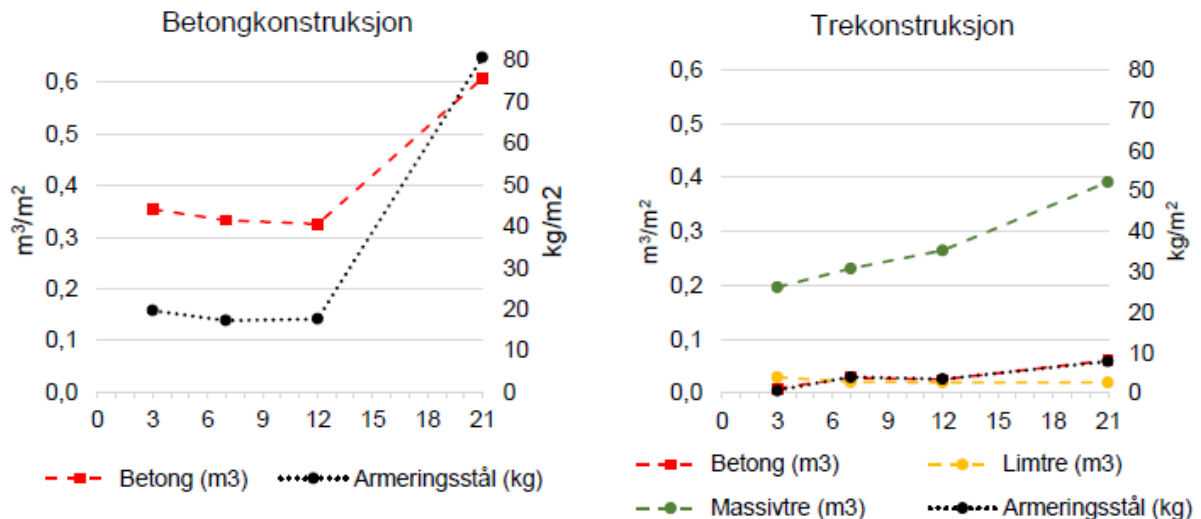 Betongkonstruksjon
m³/m²
0,6
0,5
0,4
0,3
0,2
0,1
0,0
80
70
60
50
40
30
20
10
0
kg/m2
0 3 6 9 12 15 18 21
Betong (m3) Armeringsstål (kg)
Trekonstruksjon
m³/m²
0,6
0,5
0,4
0,3
0,2
0,1
0,0
80
70
60
50
40
30
20
10
0
kg/m²
0 3 6 9 12 15 18 21
Betong (m3) Limtre (m3)
Massivtre (m3) Armeringsstål (kg)